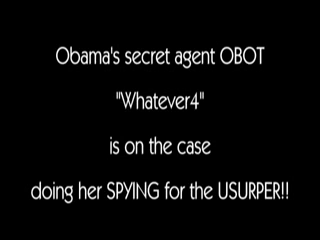 Obama's secret agent OBOT
"Whatever4"
is on the case
doing her SPYING for the USURPER!!